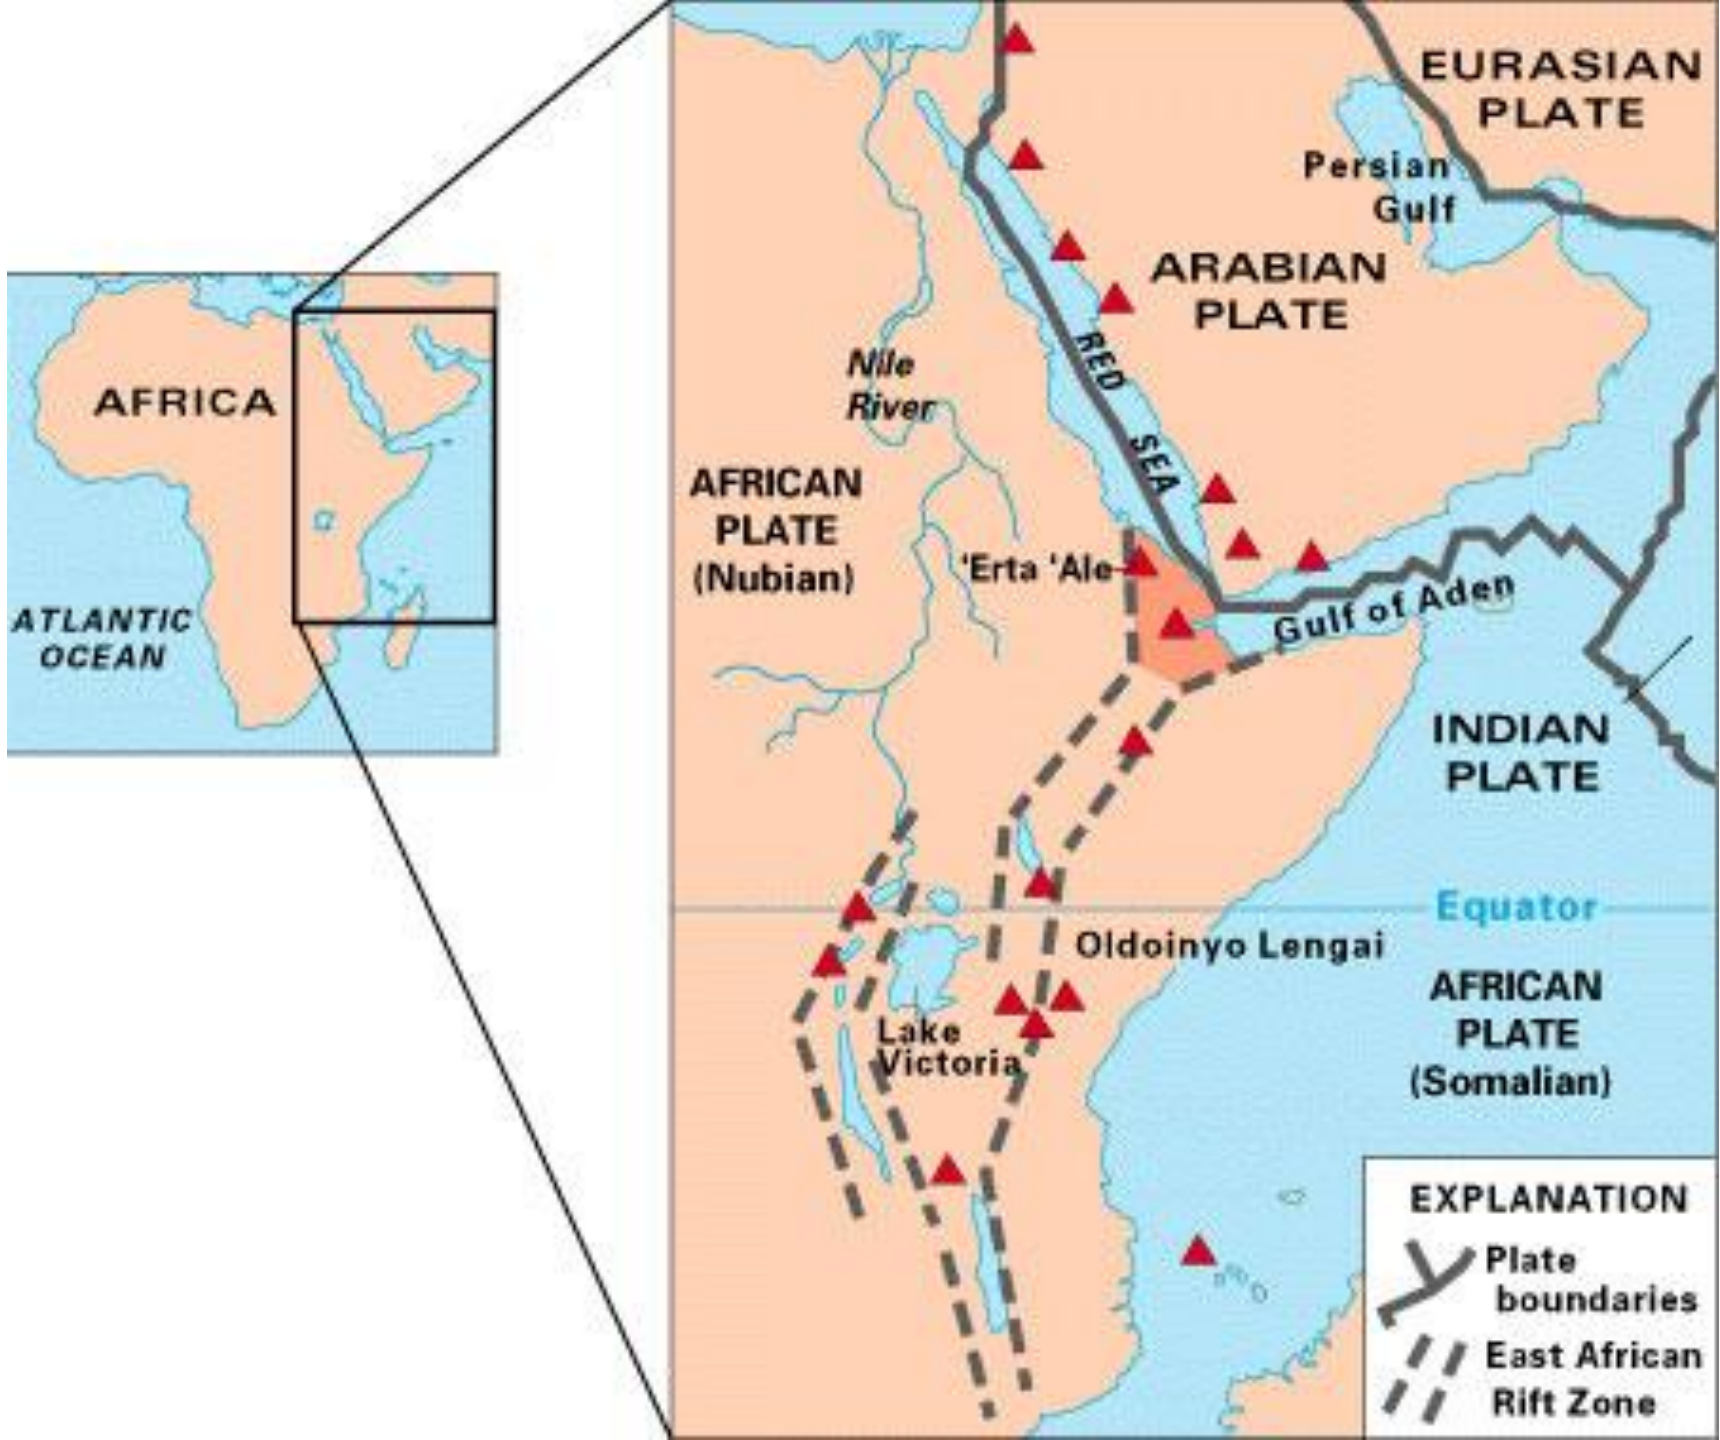 AFRICA
ATLANTIC
OCEAN
EURASIAN
PLATE
Persian
Gulf
ARABIAN
PLATE
RED
SEA
Nile
River
AFRICAN
PLATE
(Nubian)
'Erta 'Ale
Gulf of Aden
INDIAN
PLATE
Equator
Oldoinyo Lengai
AFRICAN
PLATE
(Somalian)
Lake
Victoria
EXPLANATION
Plate
boundaries
East African
Rift Zone